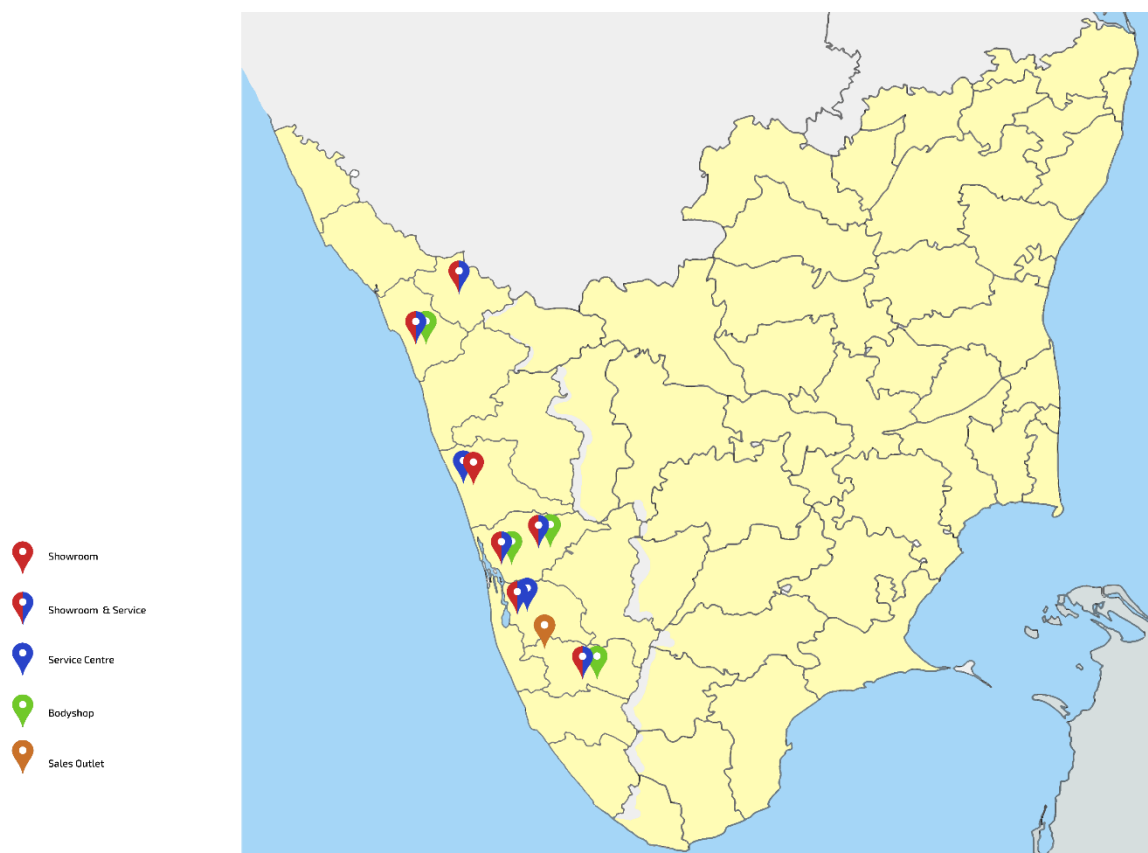 Showroom
Showroom & Service
Service Centre
Bodyshop
Sales Outlet